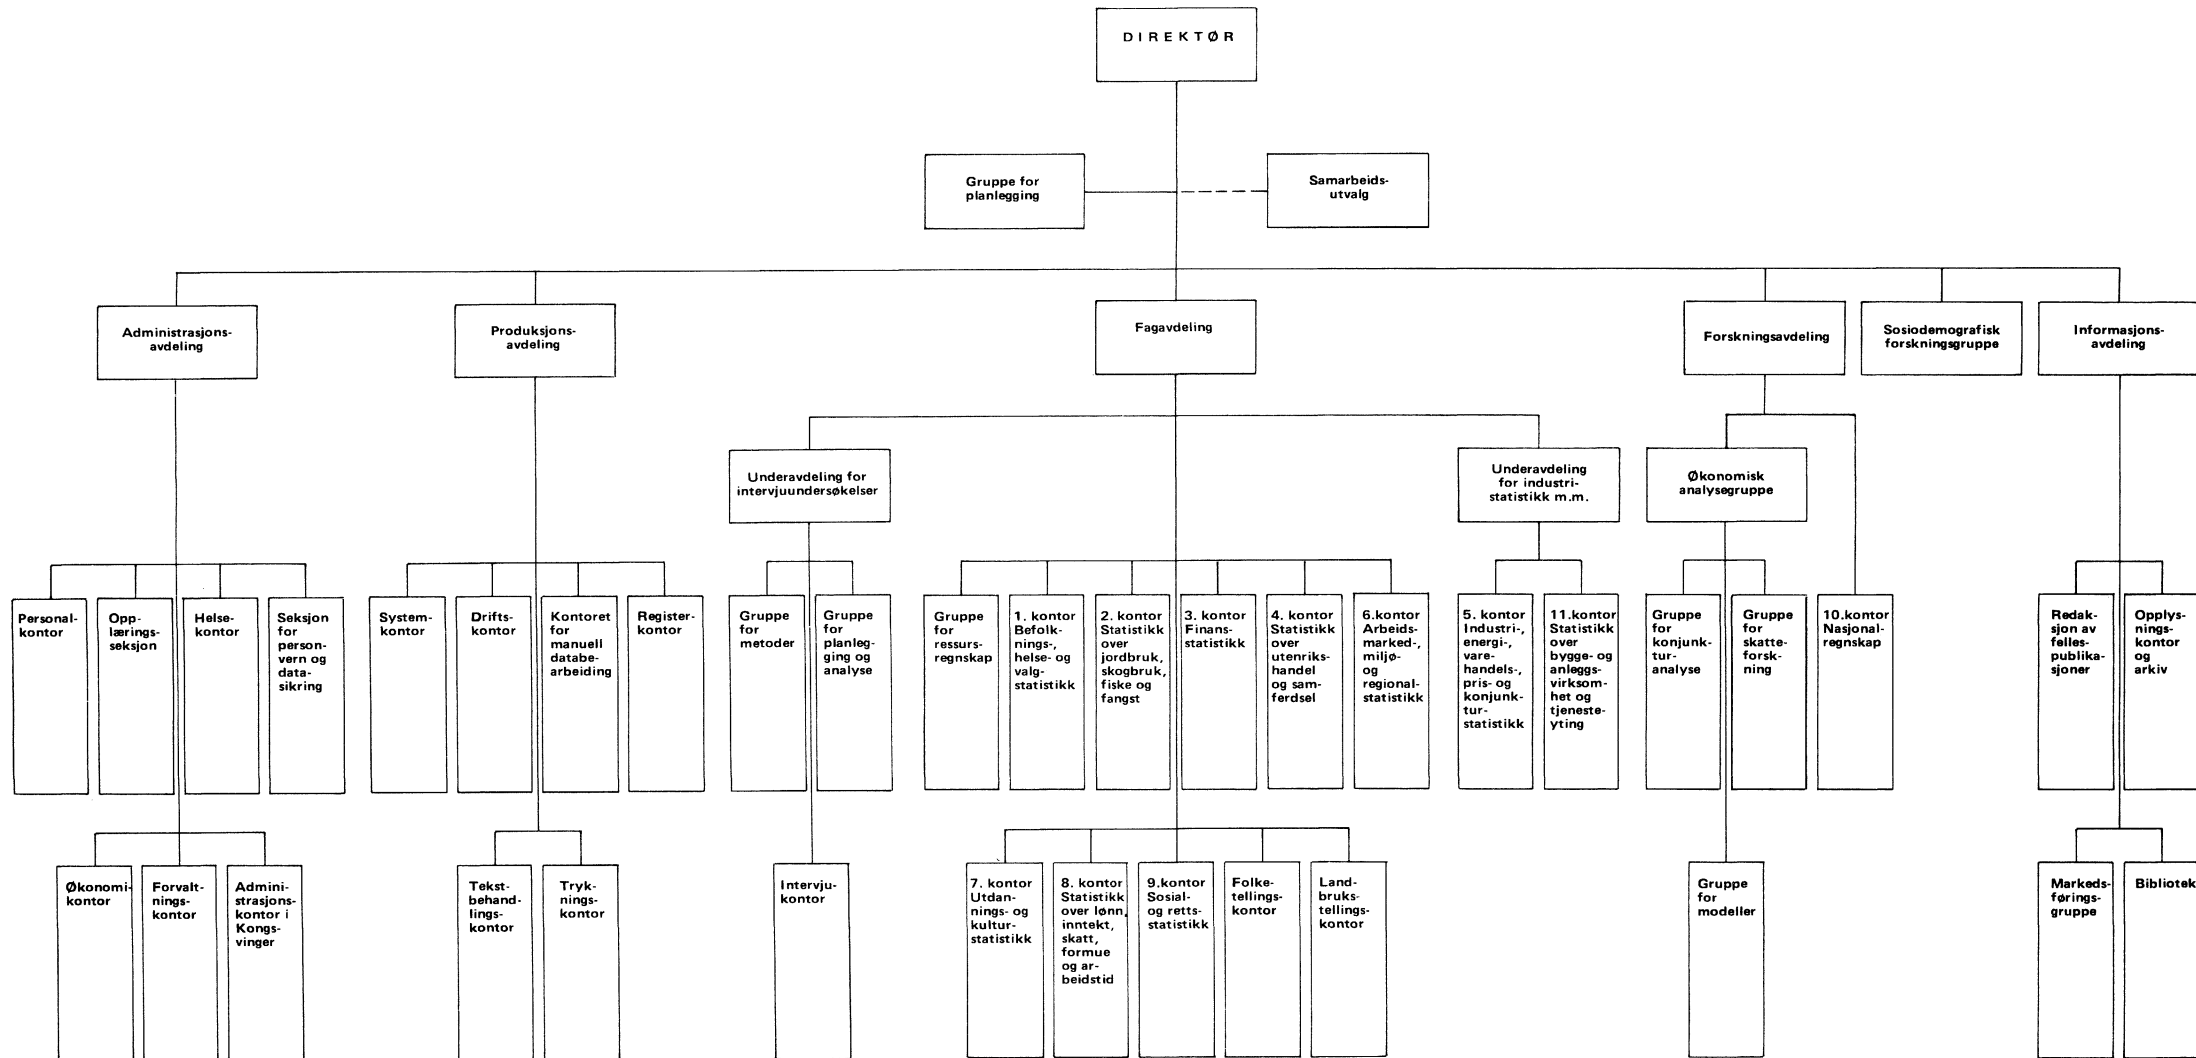 DIREKTØR
Gruppe for
planlegging
Samarbeids-
utvalg
Administrasjons-
avdeling
Produksjons-
avdeling
Fagavdeling
Forskningsavdeling
Sosiodemografisk
forskningsgruppe
Informasjons-
avdeling
Underavdeling for
intervjuundersøkelser
Underavdeling
for industri-
statistikk m.m.
Økonomisk
analysegruppe
Personal-
kontor
Opp-
lærings-
seksjon
Helse-
kontor
Seksjon
for
person-
vern og
data-
sikring
System-
kontor
Drifts-
kontor
Kontoret
for
manuell
databe-
arbeiding
Register-
kontor
Gruppe
for
metoder
Gruppe
for
planleg-
ging og
analyse
Gruppe
for
ressurs-
regnskap
1. kontor
Befolk-
nings-,
helse- og
valg-
statistikk
2. kontor
Statistikk
over
jordbruk,
skogbruk,
fiske og
fangst
3. kontor
Finans-
statistikk
4. kontor
Statistikk
over
utenriks-
handel
og sam-
ferdsel
6.kontor
Arbeids-
marked-,
miljø-
og
regional-
statistikk
5. kontor
Industri-,
energi-,
vare-
handels-,
pris- og
konjunk-
tur-
statistikk
11.kontor
Statistikk
over
bygge- og
anleggs-
virksom-
het og
tjeneste-
yting
Gruppe
for
konjunk-
tur-
analyse
Gruppe
for
skatte-
forsk-
ning
10.kontor
Nasjonal-
regnskap
Redak-
sjon av
felles-
publika-
sjoner
Opplys-
nings-
kontor
og
arkiv
Økonomi-
kontor
Forvalt-
nings-
kontor
Admini-
strasjons-
kontor i
Kongs-
vinger
Tekst-
behand-
lings-
kontor
Tryk-
nings-
kontor
Intervju-
kontor
7. kontor
Utdan-
nings- og
kultur-
statistikk
8. kontor
Statistikk
over lønn,
inntekt,
skatt,
formue
og ar-
beidstid
9.kontor
Sosial-
og retts-
statistikk
Folke-
tellings-
kontor
Land-
bruks-
tellings-
kontor
Gruppe
for
modeller
Markeds-
førings-
gruppe
Bibliotek